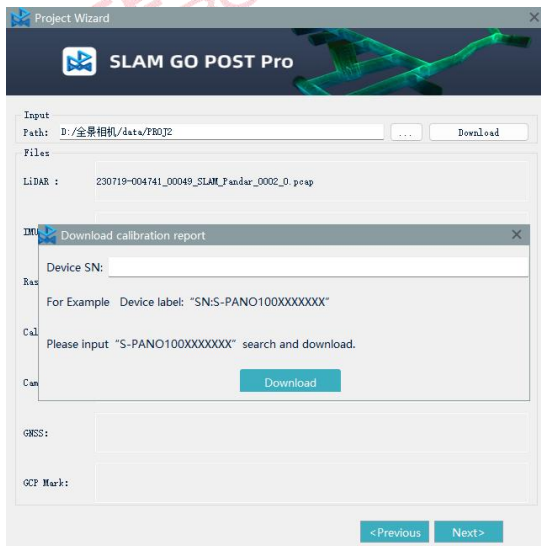 Project Wizard
SLAM GO POST Pro
Input
Path: D:/全景相机/data/PROJ2 ... Download
Files
LiDAR : 230719-004741_00049_SLAM_Pandar_0002_0.pcap
Download calibration report
Device SN:
For Example Device label: “SN:S-PANO100XXXXXXX”
Please input “S-PANO100XXXXXXX” search and download.
Download
GNSS:
GCP Mark:
<Previous Next>